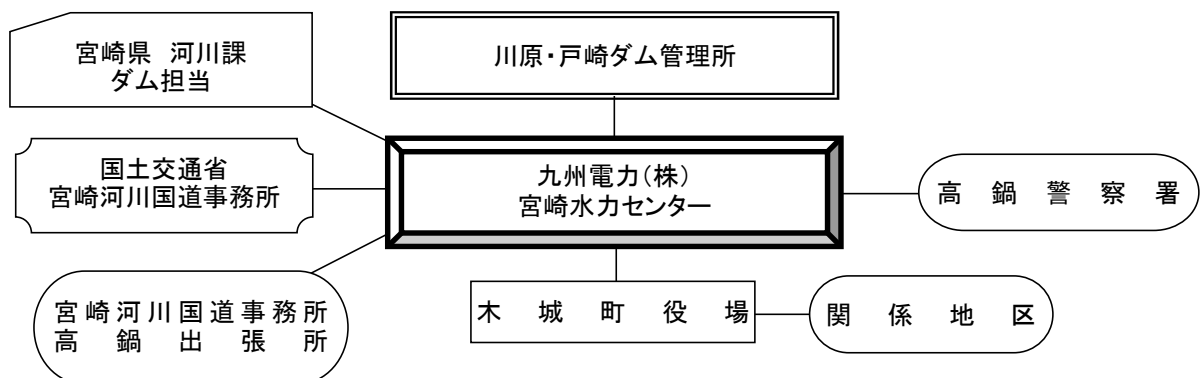 宮崎県 河川課
ダム担当
川原・戸崎ダム管理所
国土交通省
宮崎河川国道事務所
九州電力(株)
宮崎水力センター
高鍋警察署
宮崎河川国道事務所
高鍋出張所
木城町役場
関係地区